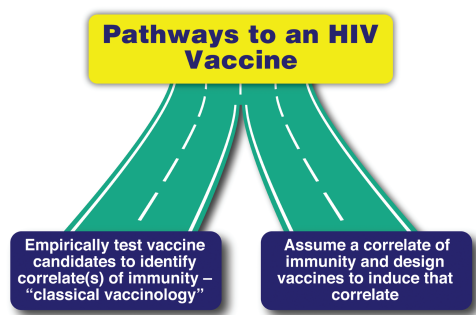 Pathways to an HIV
Vaccine
Empirically test vaccine
candidates to identify
correlate(s) of immunity –
“classical vaccinology”
Assume a correlate of
immunity and design
vaccines to induce that
correlate